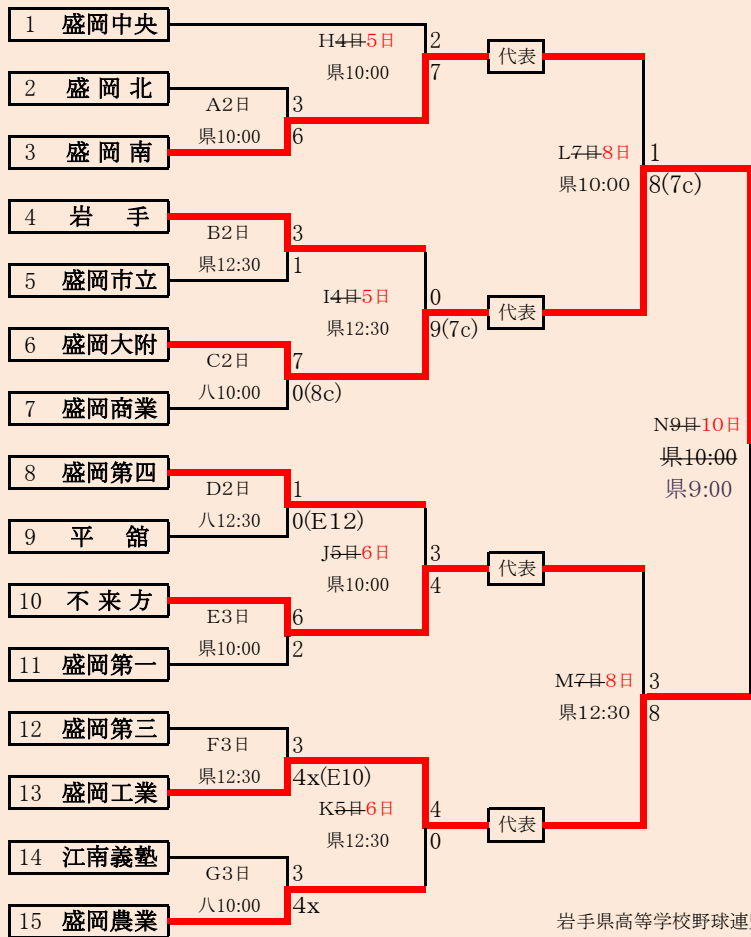 1 盛岡中央
2 盛岡北
3 盛岡南
4 岩手
5 盛岡市立
6 盛岡大附
7 盛岡商業
8 盛岡第四
9 平舘
10 不来方
11 盛岡第一
12 盛岡第三
13 盛岡工業
14 江南義塾
15 盛岡農業
A2日
県10:00
3
6
B2日
県12:30
3
1
C2日
八10:00
7
0(8c)
D2日
八12:30
1
0(E12)
E3日
県10:00
6
2
F3日
県12:30
3
4x(E10)
G3日
八10:00
3
4x
H4日5日
県10:00
2
7
I4日5日
県12:30
0
9(7c)
J5日6日
県10:00
3
4
K5日6日
県12:30
4
0
代表
代表
代表
代表
L7日8日
県10:00
1
8(7c)
M7日8日
県12:30
3
8
N9日10日
県10:00
県9:00
岩手県高等学校野球連